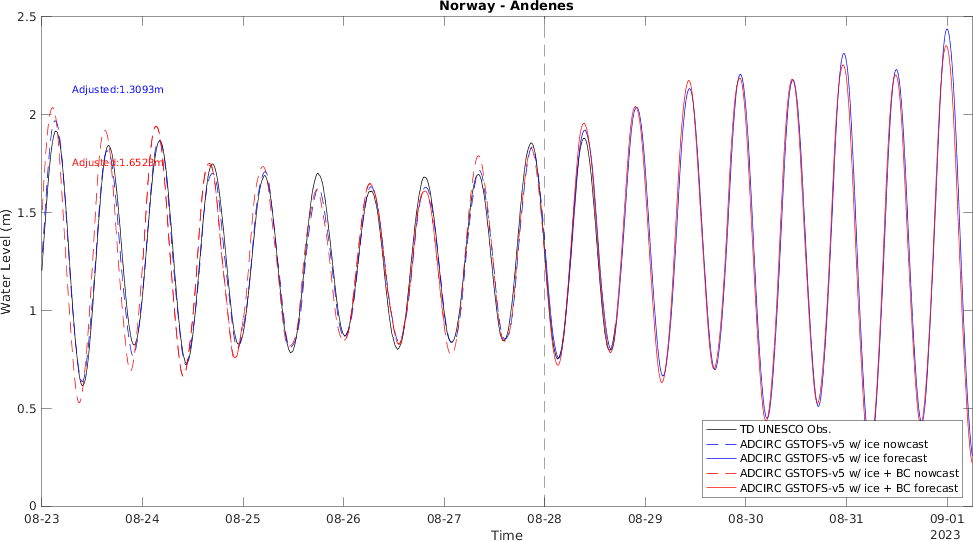 Norway - Andenes
2.5
2
1.5
1
0.5
0
Water Level (m)
Adjusted:1.3093m
Adjusted:1.6528m
TD UNESCO Obs.
ADCIRC GSTOFS-v5 w/ ice nowcast
ADCIRC GSTOFS-v5 w/ ice forecast
ADCIRC GSTOFS-v5 w/ ice + BC nowcast
ADCIRC GSTOFS-v5 w/ ice + BC forecast
08-23 08-24 08-25 08-26 08-27 08-28 08-29 08-30 08-31 09-01
2023
Time